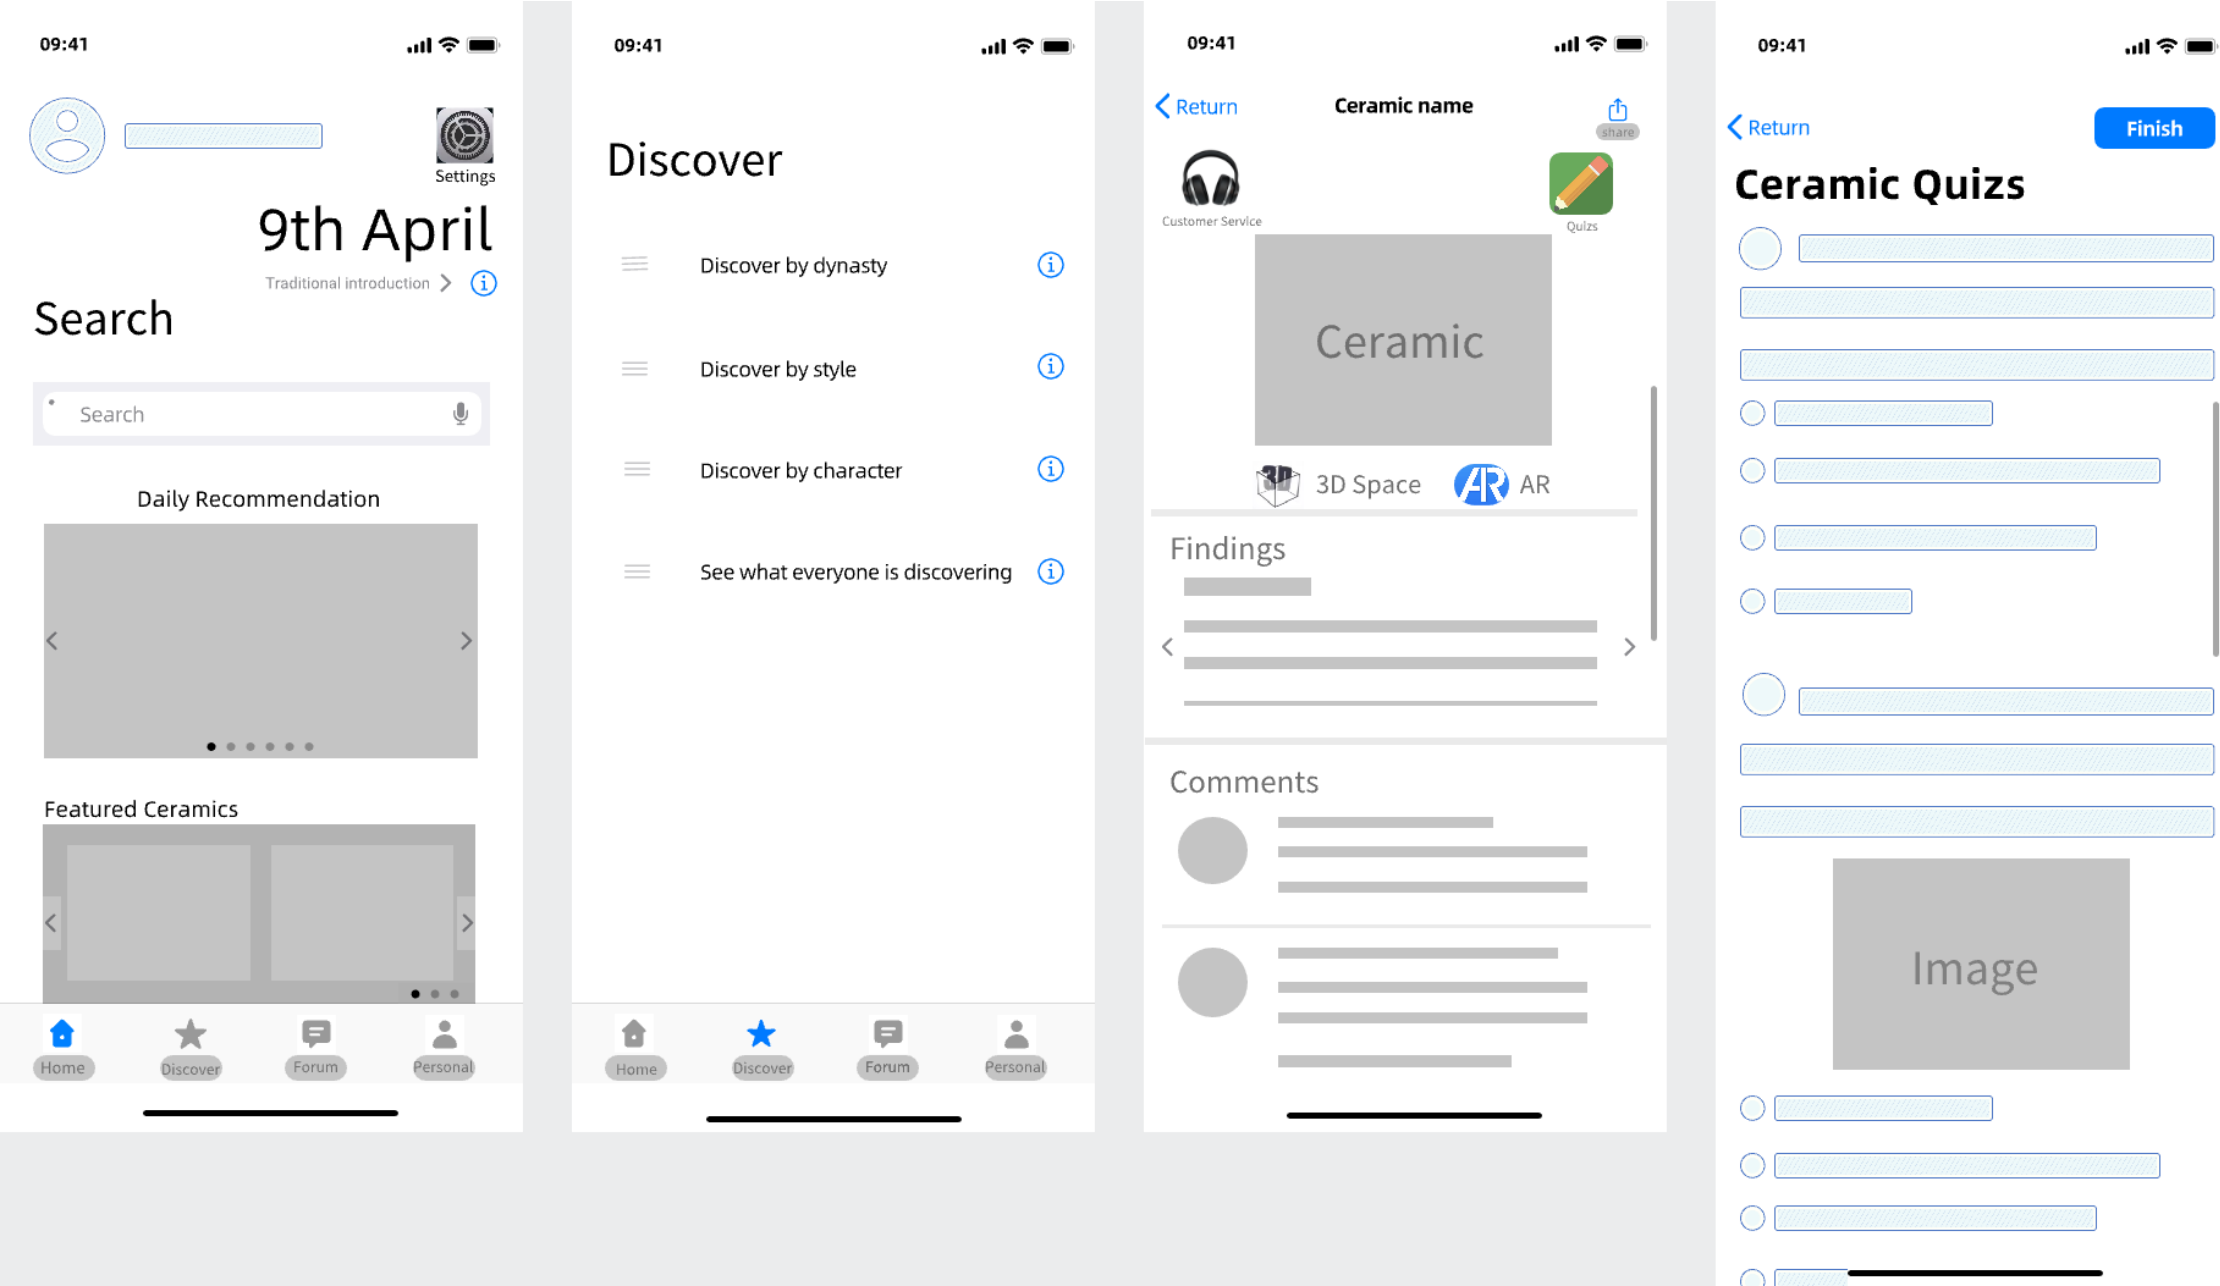 09:41
Settings
9th April
Traditional introduction
Search
Search
Daily Recommendation
Featured Ceramics
Home
Discover
Forum
Personal
09:41
Discover
Discover by dynasty
Discover by style
Discover by character
See what everyone is discovering
Home
Discover
Forum
Personal
09:41
Return
Ceramic name
share
Customer Service
Quizs
Ceramic
3D
3D Space
AR
AR
Findings
Comments
09:41
Return
Finish
Ceramic Quizs
Image